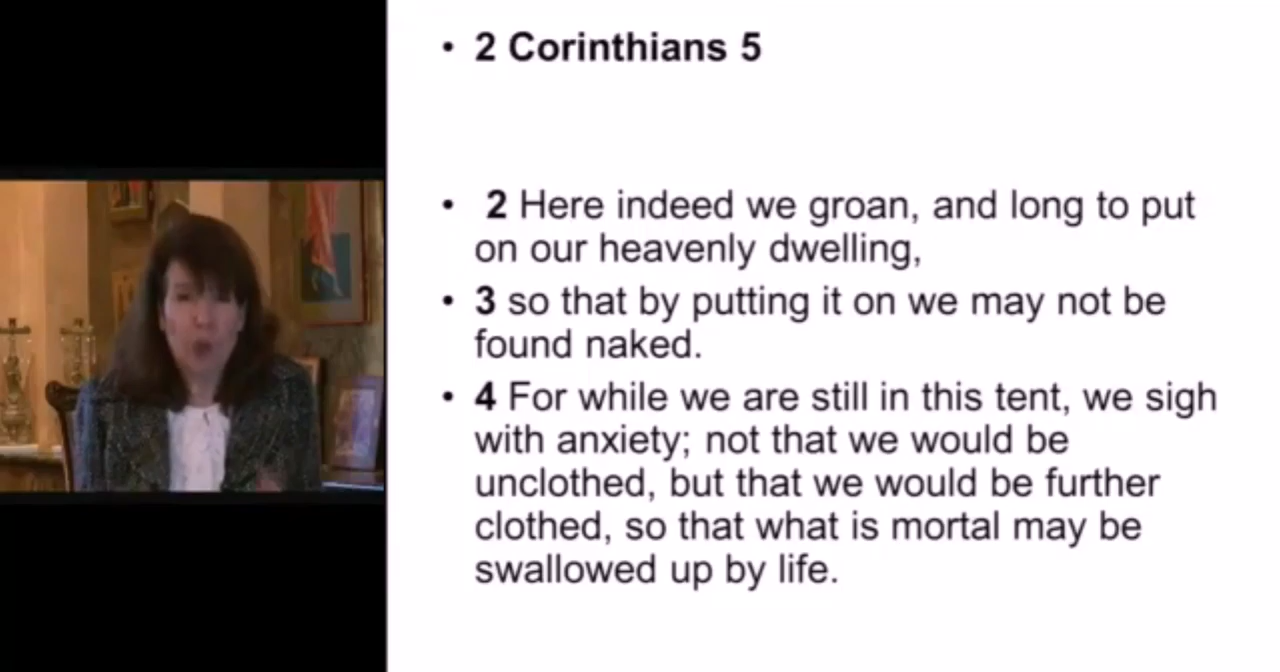 • 2 Corinthians 5
• 2 Here indeed we groan, and long to put
on our heavenly dwelling,
• 3 so that by putting it on we may not be
found naked.
• 4 For while we are still in this tent, we sigh
with anxiety; not that we would be
unclothed, but that we would be further
clothed, so that what is mortal may be
swallowed up by life.